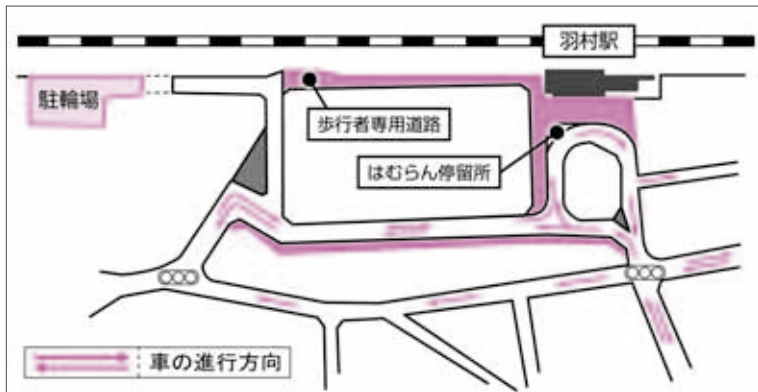 羽村駅
駐輪場
歩行者専用道路
はむらん停留所
車の進行方向